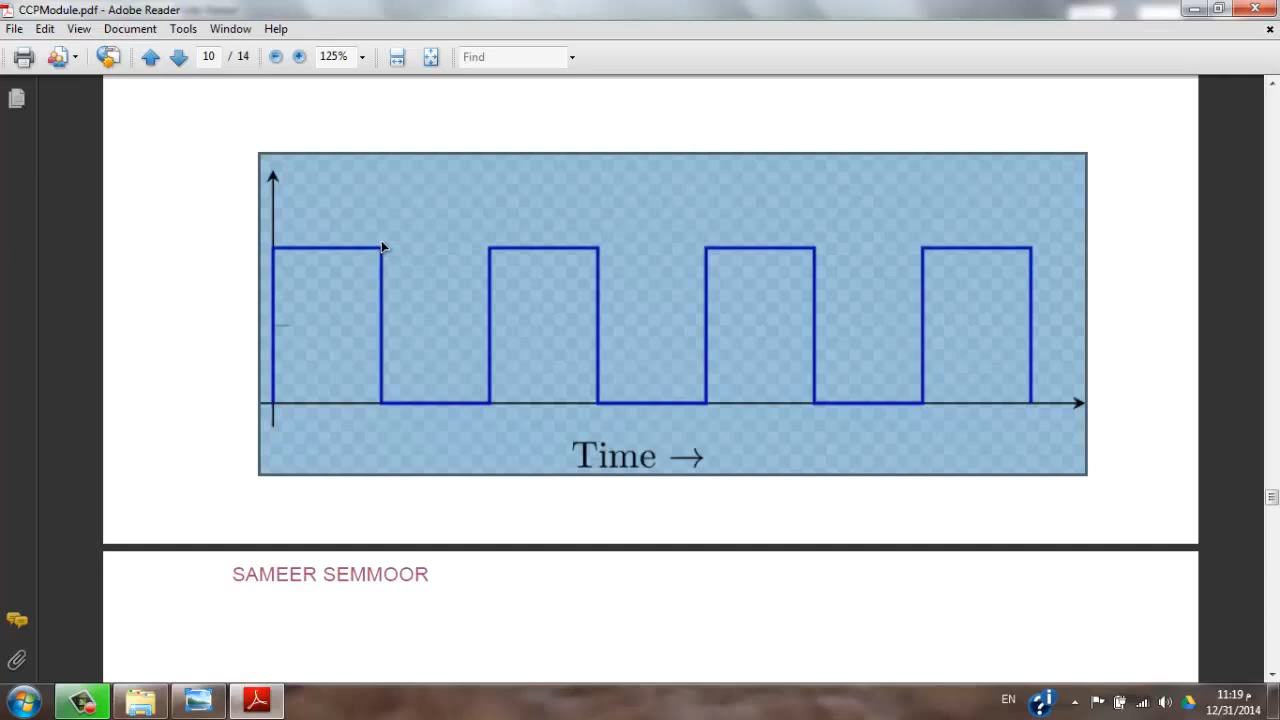 CCPModule.pdf - Adobe Reader
File Edit View Document Tools Window Help
10 / 14 125% Find
Time →
SAMEER SEMMOOR
EN
11:19 م
12/31/2014